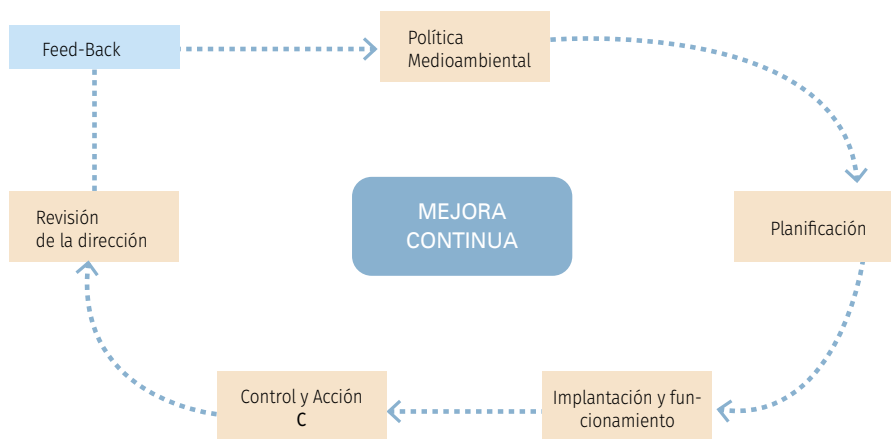 Feed-Back
Política
Medioambiental
Revisión
de la dirección
MEJORA
CONTINUA
Planificación
Control y Acción
C
Implantación y fun-
cionamiento